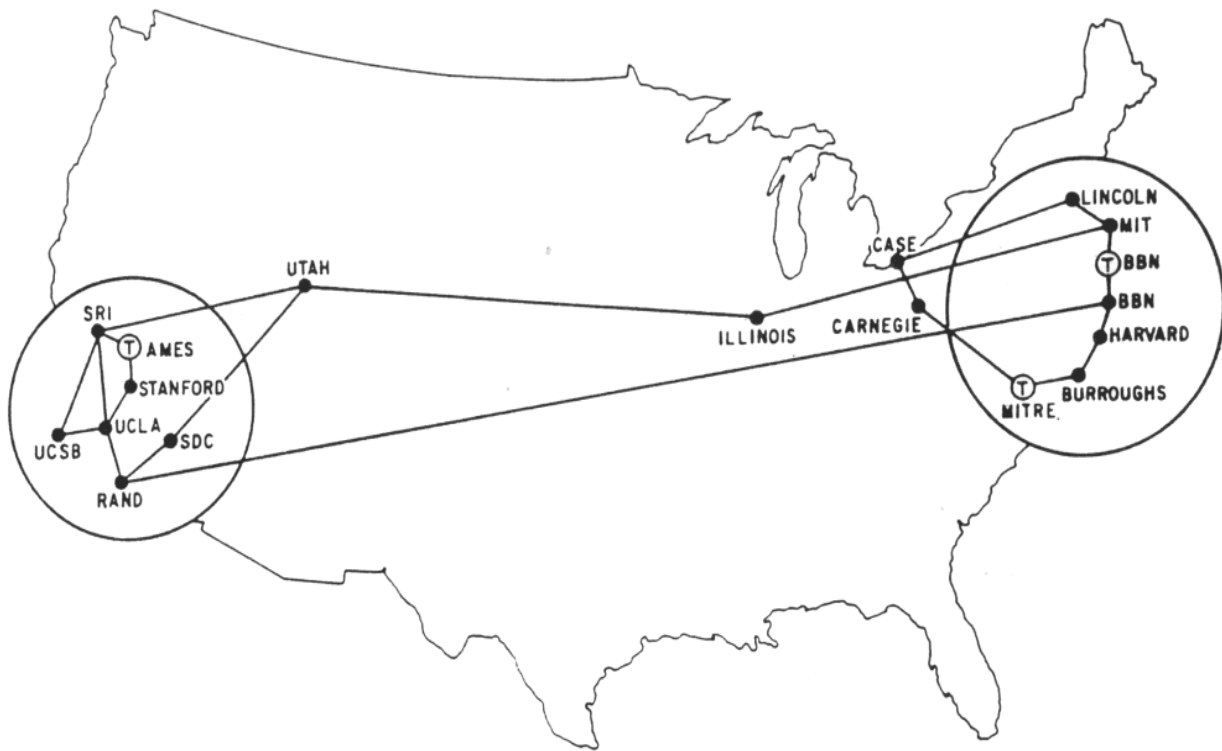 LINCOLN
MIT
CASE
T BBN
UTAH
BBN
SRI
CARNEGIE
ILLINOIS
HARVARD
T AMES
STANFORD
T
BURROUGHS
MITRE.
UCLA
SDC
UCSB
RAND